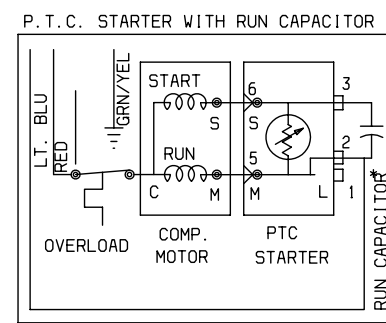 P.T.C. STARTER WITH RUN CAPACITOR
LT. BLU
RED
GRN/YEL
START
S
6
S
3
RUN
C
M
5
M
L
2
1
OVERLOAD
COMP.
MOTOR
PTC
STARTER
RUN CAPACITOR*